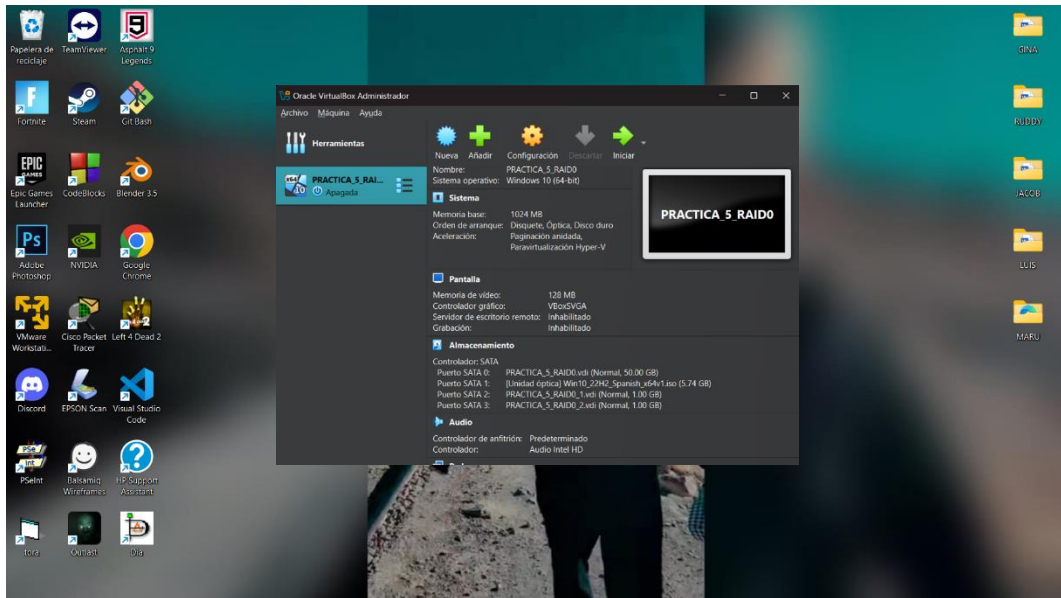 Papelera de reciclaje
TeamViewer
Asphalt 9 Legends
Fortnite
Steam
Git Bash
Epic Games Launcher
CodeBlocks
Blender 3.5
Adobe Photoshop
NVIDIA
Google Chrome
VMware Workstati...
Cisco Packet Tracer
Left 4 Dead 2
Discord
EPSON Scan
Visual Studio Code
PSeInt
Balsamiq Wireframes
HP Support Assistant
tora
Outlast
Dia
Oracle VirtualBox Administrador
Archivo Máquina Ayuda
Herramientas
PRACTICA_5_RAI...
Apagada
Nueva Añadir Configuración Descartar Iniciar
Nombre: PRACTICA_5_RAID0
Sistema operativo: Windows 10 (64-bit)
Sistema
Memoria base: 1024 MB
Orden de arranque: Disquete, Óptica, Disco duro
Aceleración: Paginación anidada,
Paravirtualización Hyper-V
PRACTICA_5_RAID0
Pantalla
Memoria de vídeo: 128 MB
Controlador gráfico: VBoxSVGA
Servidor de escritorio remoto: Inhabilitado
Grabación: Inhabilitado
Almacenamiento
Controlador: SATA
Puerto SATA 0: PRACTICA_5_RAID0.vdi (Normal, 50.00 GB)
Puerto SATA 1: [Unidad óptica] Win10_22H2_Spanish_x64v1.iso (5.74 GB)
Puerto SATA 2: PRACTICA_5_RAID0_1.vdi (Normal, 1.00 GB)
Puerto SATA 3: PRACTICA_5_RAID0_2.vdi (Normal, 1.00 GB)
Audio
Controlador de anfitrión: Predeterminado
Controlador: Audio Intel HD
GINA
RUDDY
JACOB
LUIS
MARU